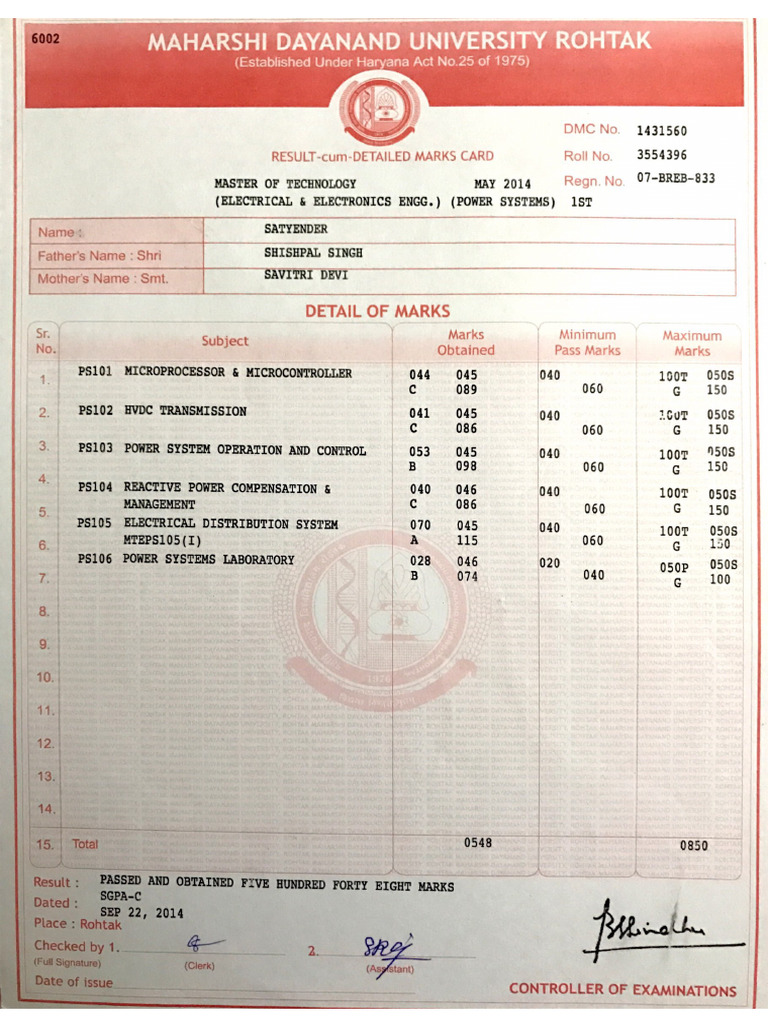 6002
MAHARSHI DAYANAND UNIVERSITY ROHTAK
(Established Under Haryana Act No.25 of 1975)
DMC No. 1431560
RESULT-cum-DETAILED MARKS CARD Roll No. 3554396
MASTER OF TECHNOLOGY MAY 2014 Regn. No. 07-BREB-833
(ELECTRICAL & ELECTRONICS ENGG.) (POWER SYSTEMS) 1ST
Name : SATYENDER
Father's Name : Shri SHISHPAL SINGH
Mother's Name : Smt. SAVITRI DEVI
DETAIL OF MARKS
Sr. No. Subject Marks Obtained Minimum Pass Marks Maximum Marks
1. PS101 MICROPROCESSOR & MICROCONTROLLER 044 045 040 100T 050S
C 089 060 G 150
2. PS102 HVDC TRANSMISSION 041 045 040 100T 050S
C 086 060 G 150
3. PS103 POWER SYSTEM OPERATION AND CONTROL 053 045 040 100T 050S
B 098 060 G 150
4. PS104 REACTIVE POWER COMPENSATION & 040 046 040 100T 050S
MANAGEMENT C 086 060 G 150
5. PS105 ELECTRICAL DISTRIBUTION SYSTEM 070 045 040 100T 050S
6. MTEPS105(I) A 115 060 G 150
PS106 POWER SYSTEMS LABORATORY 028 046 020 050P 050S
7. B 074 040 G 100
8.
9.
10.
11.
12.
13.
14.
15. Total 0548 0850
Result : PASSED AND OBTAINED FIVE HUNDRED FORTY EIGHT MARKS
SGPA-C
Dated : SEP 22, 2014
Place : Rohtak
Checked by 1. 2.
(Full Signature) (Clerk) (Assistant)
Date of issue
CONTROLLER OF EXAMINATIONS